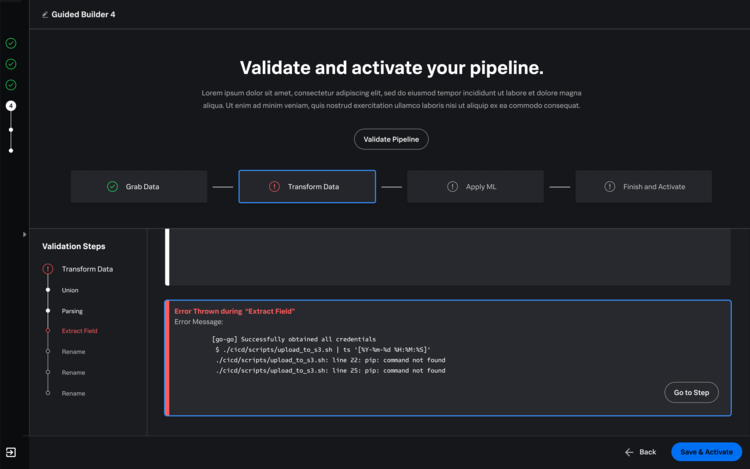 Guided Builder 4
4
Validate and activate your pipeline.
Lorem ipsum dolor sit amet, consectetur adipiscing elit, sed do eiusmod tempor incididunt ut labore et dolore magna
aliqua. Ut enim ad minim veniam, quis nostrud exercitation ullamco laboris nisi ut aliquip ex ea commodo consequat.
Validate Pipeline
Grab Data
Transform Data
Apply ML
Finish and Activate
Validation Steps
Transform Data
Union
Parsing
Extract Field
Rename
Rename
Rename
Error Thrown during “Extract Field”
Error Message:
[go-go] Successfully obtained all credentials
$ ./cicd/scripts/upload_to_s3.sh | ts '[%Y-%m-%d %H:%M:%S]'
./cicd/scripts/upload_to_s3.sh: line 22: pip: command not found
./cicd/scripts/upload_to_s3.sh: line 25: pip: command not found
Go to Step
Back
Save & Activate